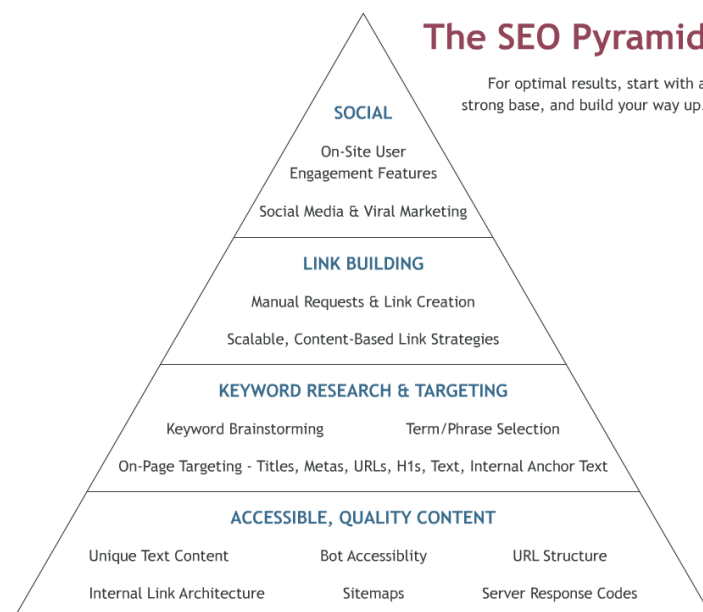 The SEO Pyramid
For optimal results, start with a
strong base, and build your way up.
SOCIAL
On-Site User
Engagement Features
Social Media & Viral Marketing
LINK BUILDING
Manual Requests & Link Creation
Scalable, Content-Based Link Strategies
KEYWORD RESEARCH & TARGETING
Keyword Brainstorming Term/Phrase Selection
On-Page Targeting - Titles, Metas, URLs, H1s, Text, Internal Anchor Text
ACCESSIBLE, QUALITY CONTENT
Unique Text Content Bot Accessiblity URL Structure
Internal Link Architecture Sitemaps Server Response Codes